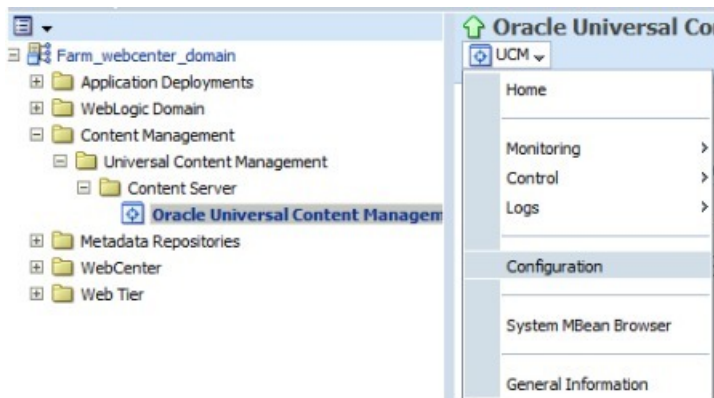 Farm_webcenter_domain
Application Deployments
WebLogic Domain
Content Management
Universal Content Management
Content Server
Oracle Universal Content Managem
Metadata Repositories
WebCenter
Web Tier
Oracle Universal Co
UCM
Home
Monitoring
Control
Logs
Configuration
System MBean Browser
General Information